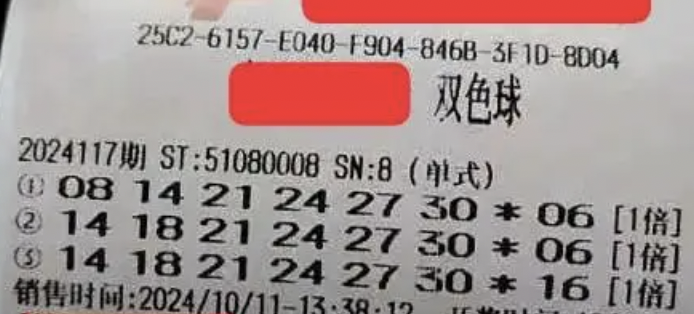 25C2-6157-E040-F904-846B-3F1D-8D04
双色球
2024117期 ST:51080008 SN:8 (单式)
① 08 14 21 24 27 30 * 06 [1倍]
② 14 18 21 24 27 30 * 06 [1倍]
③ 14 18 21 24 27 30 * 16 [1倍]
销售时间:2024/10/11-13:38:12